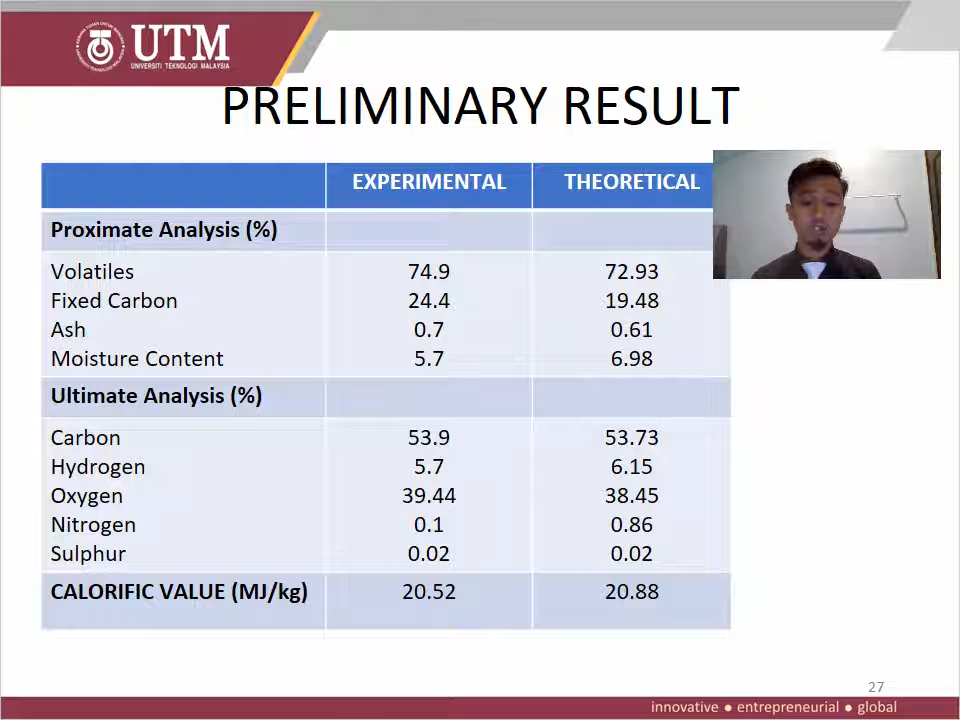 UTM
UNIVERSITI TEKNOLOGI MALAYSIA
PRELIMINARY RESULT
EXPERIMENTAL THEORETICAL
Proximate Analysis (%)
Volatiles 74.9 72.93
Fixed Carbon 24.4 19.48
Ash 0.7 0.61
Moisture Content 5.7 6.98
Ultimate Analysis (%)
Carbon 53.9 53.73
Hydrogen 5.7 6.15
Oxygen 39.44 38.45
Nitrogen 0.1 0.86
Sulphur 0.02 0.02
CALORIFIC VALUE (MJ/kg) 20.52 20.88
27
innovative ● entrepreneurial ● global